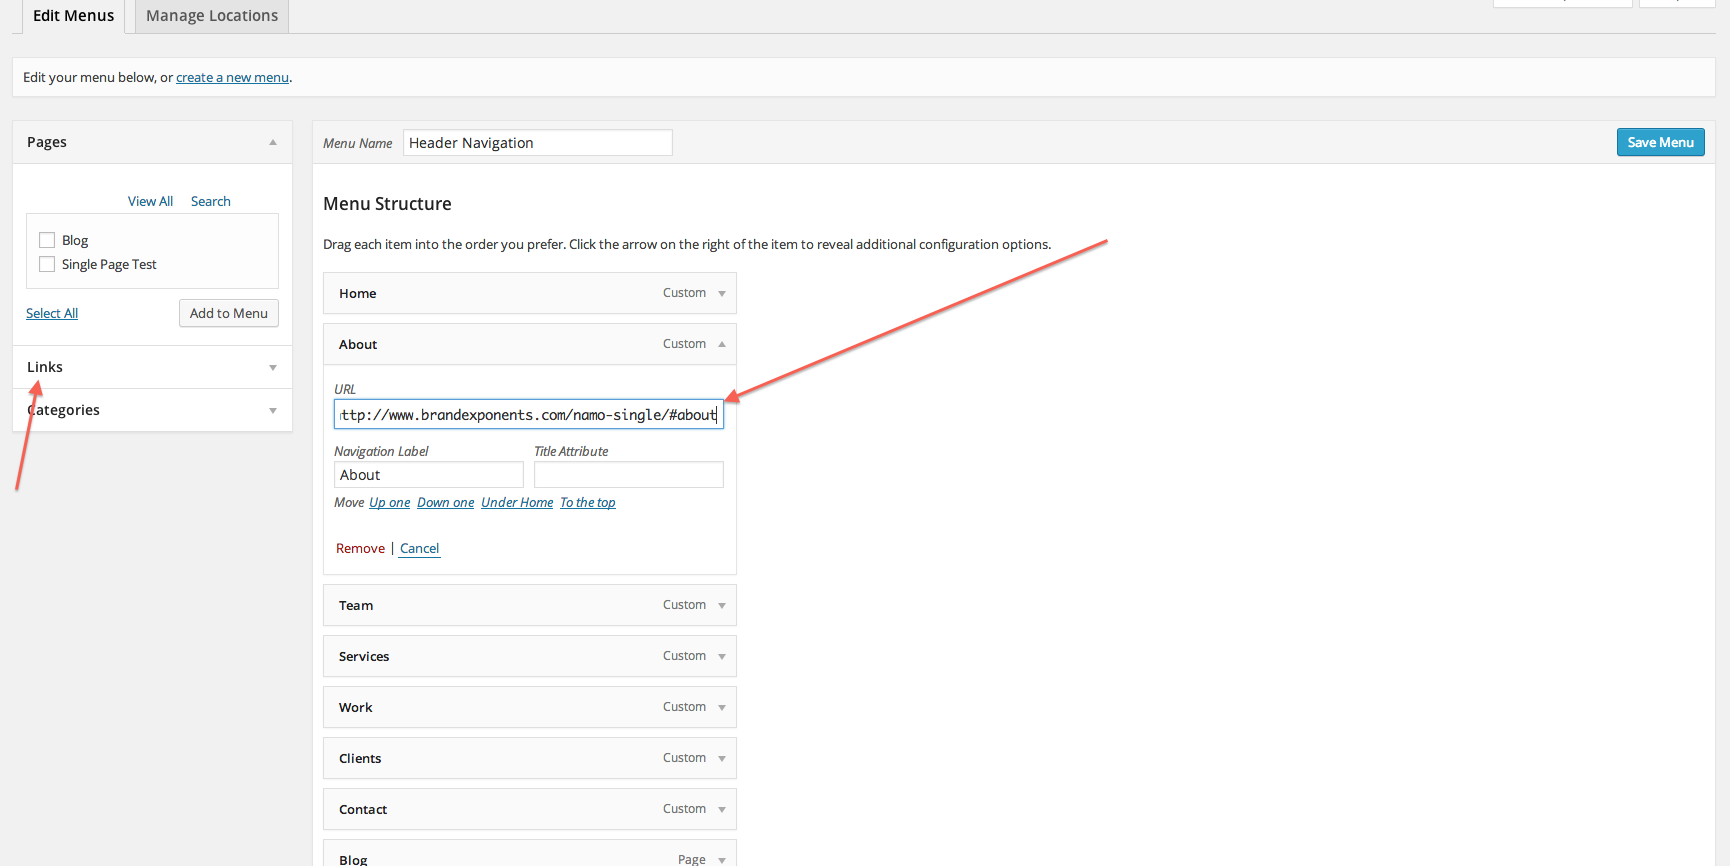 Edit Menus
Manage Locations
Edit your menu below, or create a new menu.
Pages
View All Search
Blog
Single Page Test
Select All
Add to Menu
Links
Categories
Menu Name Header Navigation
Save Menu
Menu Structure
Drag each item into the order you prefer. Click the arrow on the right of the item to reveal additional configuration options.
Home Custom
About Custom
URL
ttp://www.brandexponents.com/namo-single/#about
Navigation Label Title Attribute
About
Move Up one Down one Under Home To the top
Remove | Cancel
Team Custom
Services Custom
Work Custom
Clients Custom
Contact Custom
Blog Page